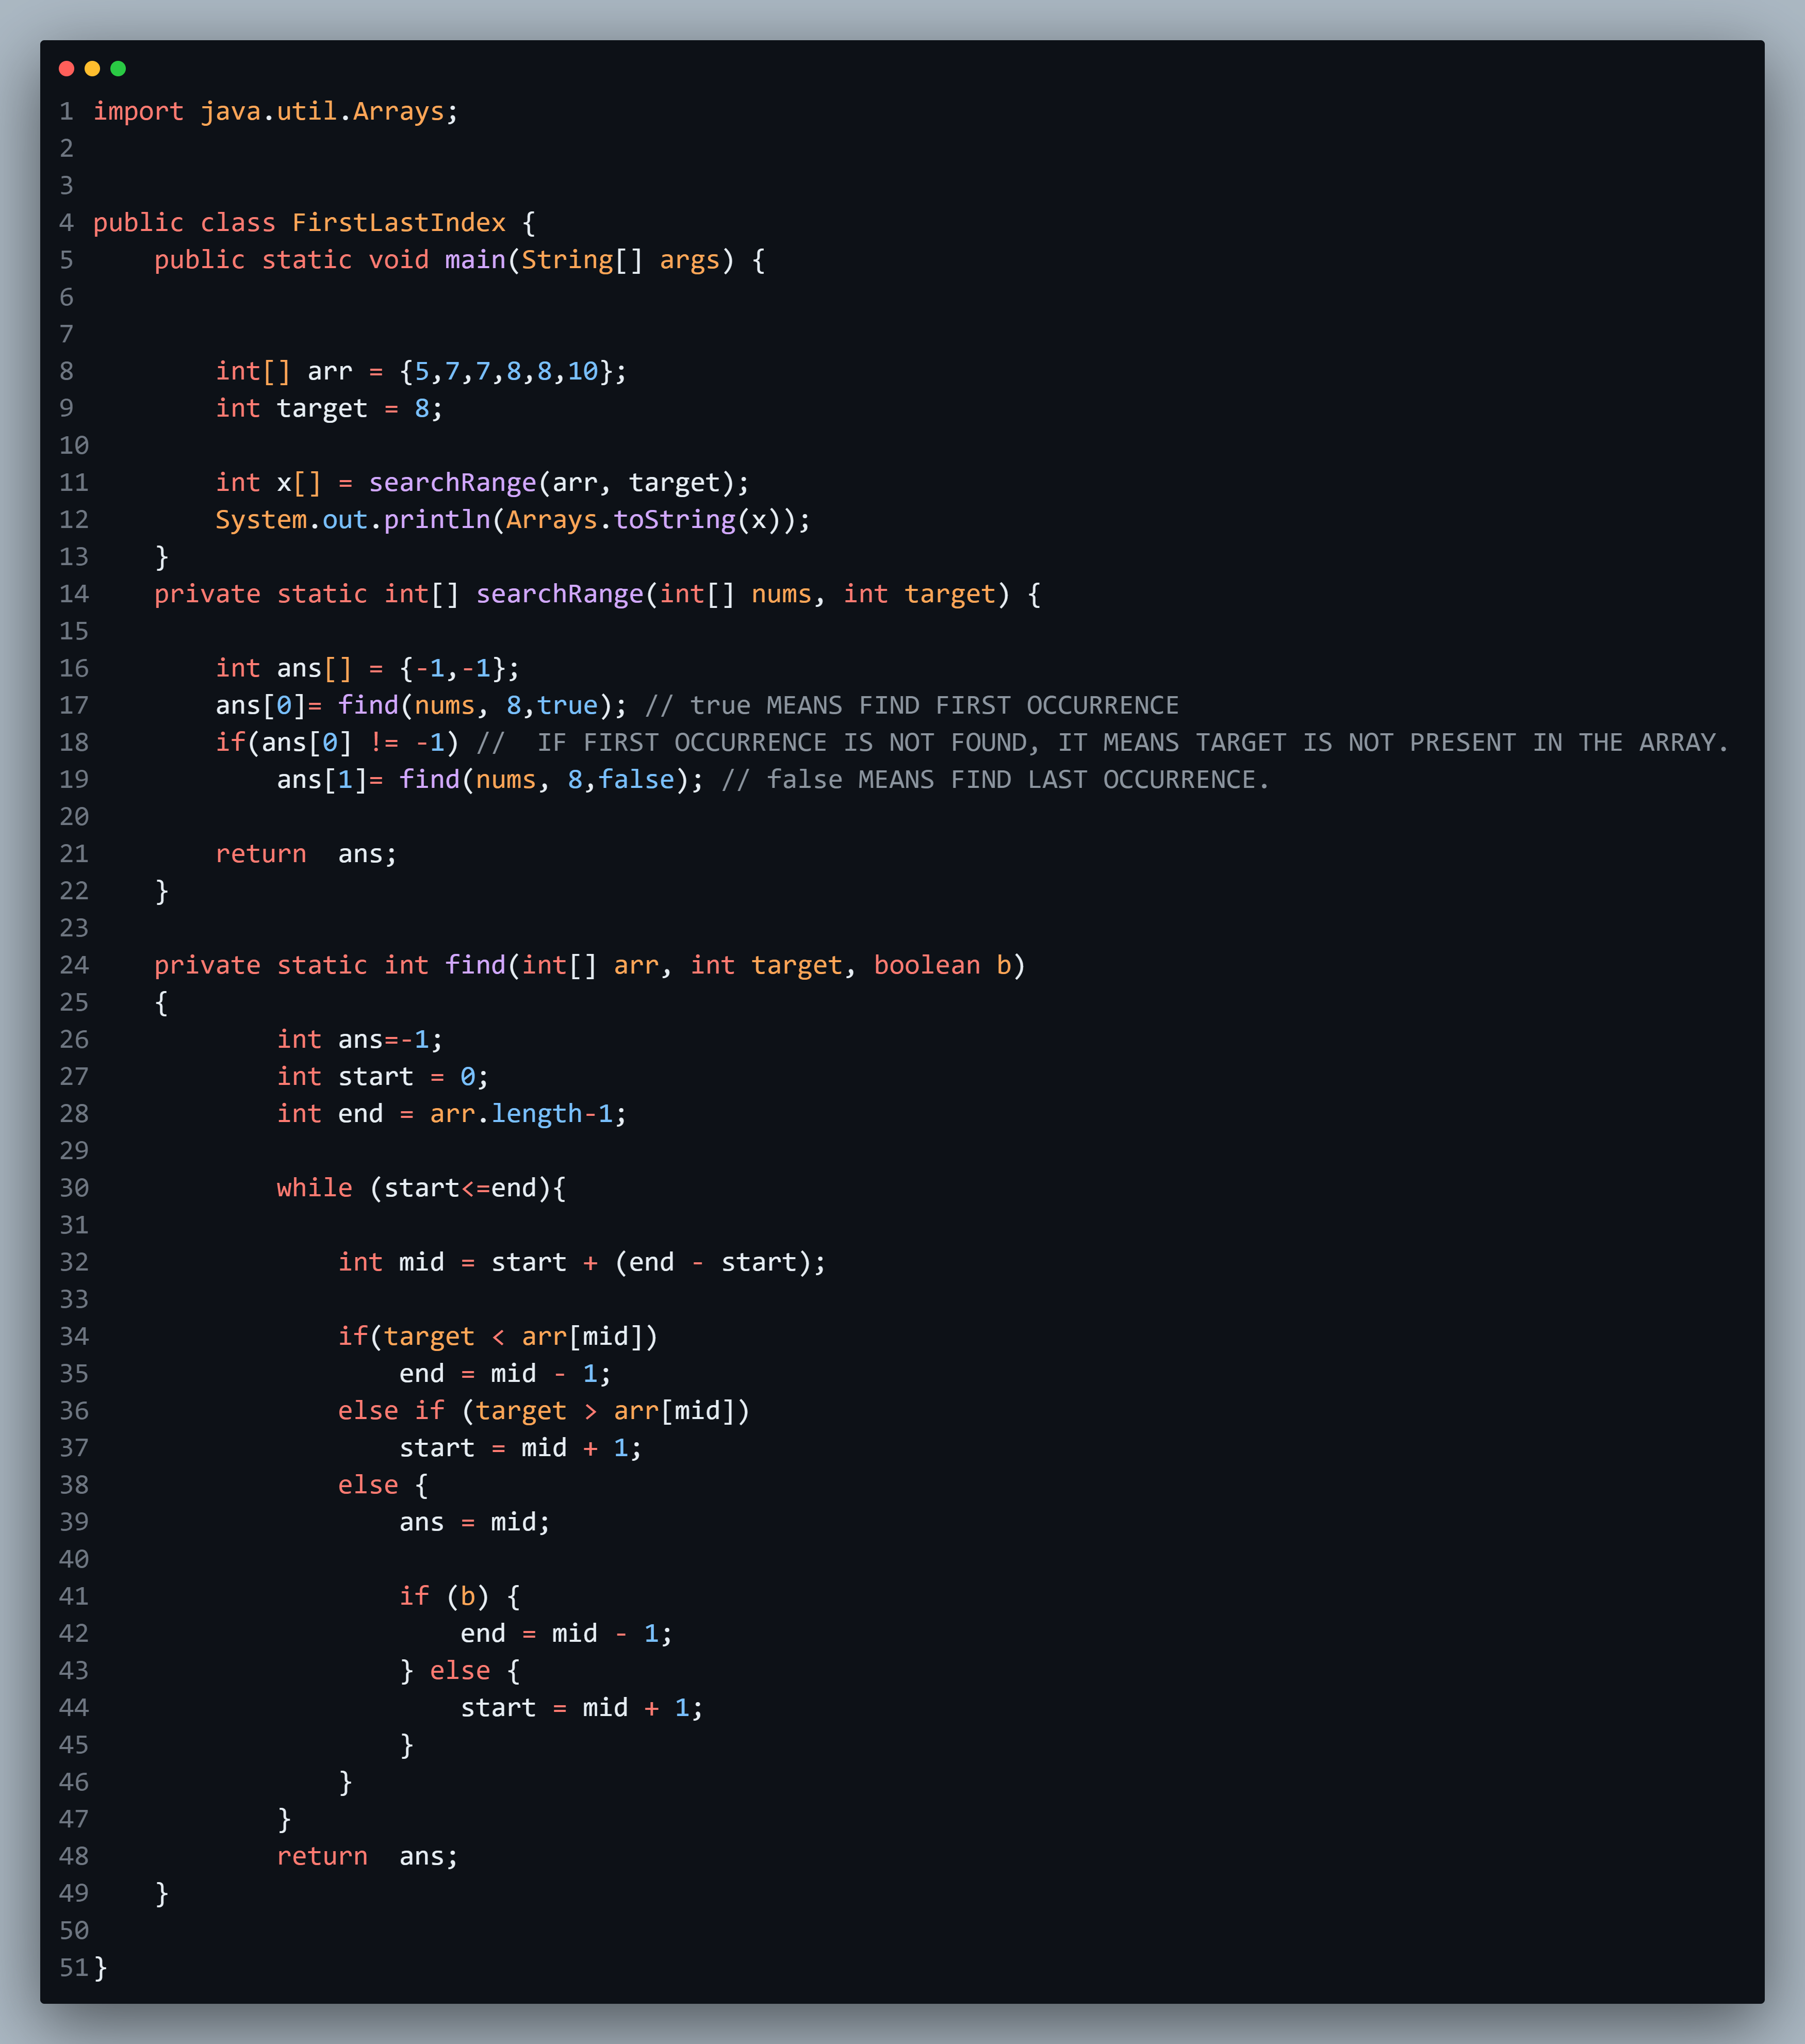 1 import java.util.Arrays;
2
3
4 public class FirstLastIndex {
5     public static void main(String[] args) {
6
7
8         int[] arr = {5,7,7,8,8,10};
9         int target = 8;
10
11         int x[] = searchRange(arr, target);
12         System.out.println(Arrays.toString(x));
13     }
14     private static int[] searchRange(int[] nums, int target) {
15
16         int ans[] = {-1,-1};
17         ans[0]= find(nums, 8,true); // true MEANS FIND FIRST OCCURRENCE
18         if(ans[0] != -1) //  IF FIRST OCCURRENCE IS NOT FOUND, IT MEANS TARGET IS NOT PRESENT IN THE ARRAY.
19             ans[1]= find(nums, 8,false); // false MEANS FIND LAST OCCURRENCE.
20
21         return  ans;
22     }
23
24     private static int find(int[] arr, int target, boolean b)
25     {
26             int ans=-1;
27             int start = 0;
28             int end = arr.length-1;
29
30             while (start<=end){
31
32                 int mid = start + (end - start);
33
34                 if(target < arr[mid])
35                     end = mid - 1;
36                 else if (target > arr[mid])
37                     start = mid + 1;
38                 else {
39                     ans = mid;
40
41                     if (b) {
42                         end = mid - 1;
43                     } else {
44                         start = mid + 1;
45                     }
46                 }
47             }
48             return  ans;
49     }
50
51 }